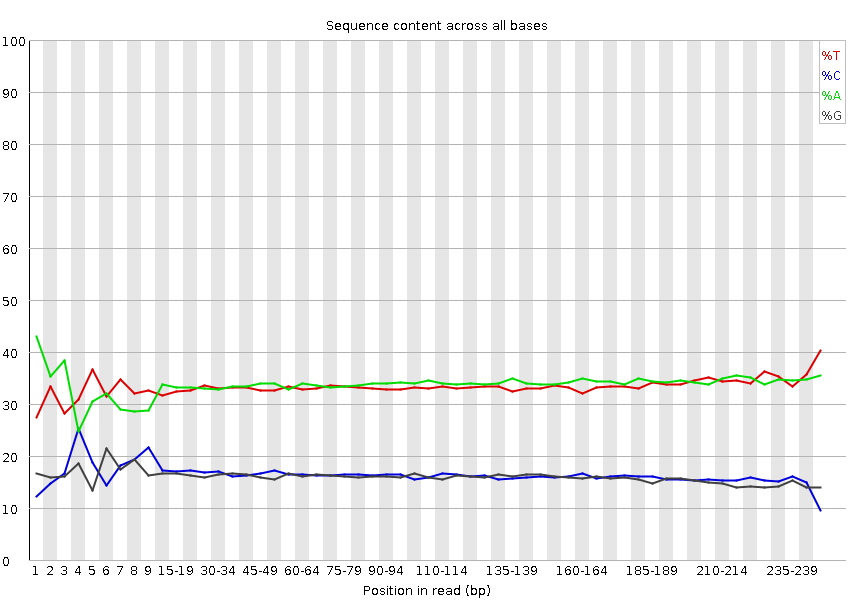 Sequence content across all bases
100
90
80
70
60
50
40
30
20
10
0
%T
%C
%A
%G
1 2 3 4 5 6 7 8 9 15-19 30-34 45-49 60-64 75-79 90-94 110-114 135-139 160-164 185-189 210-214 235-239
Position in read (bp)